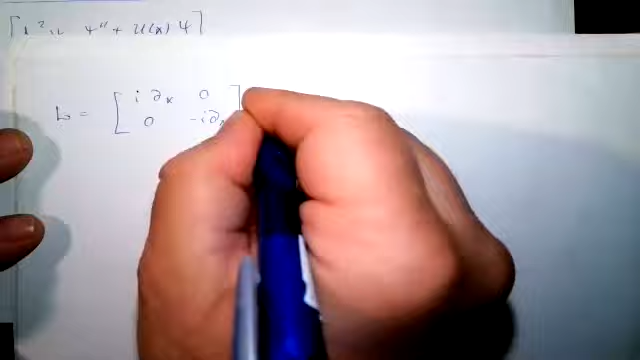 ψ'' + u(x) ψ]
L = [ i ∂x 0 ]
0 -i∂